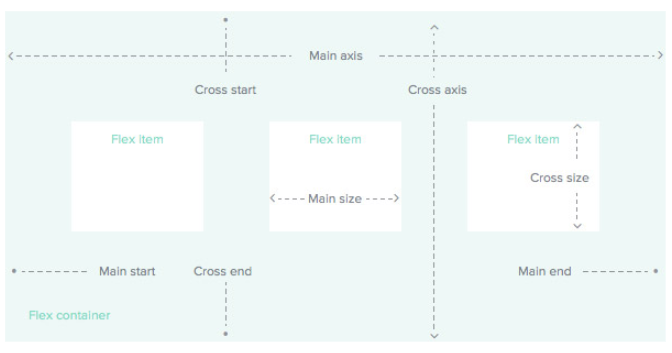 Main axis
Cross start
Cross axis
Flex item
Flex item
Flex item
Cross size
Main size
Main start
Cross end
Main end
Flex container